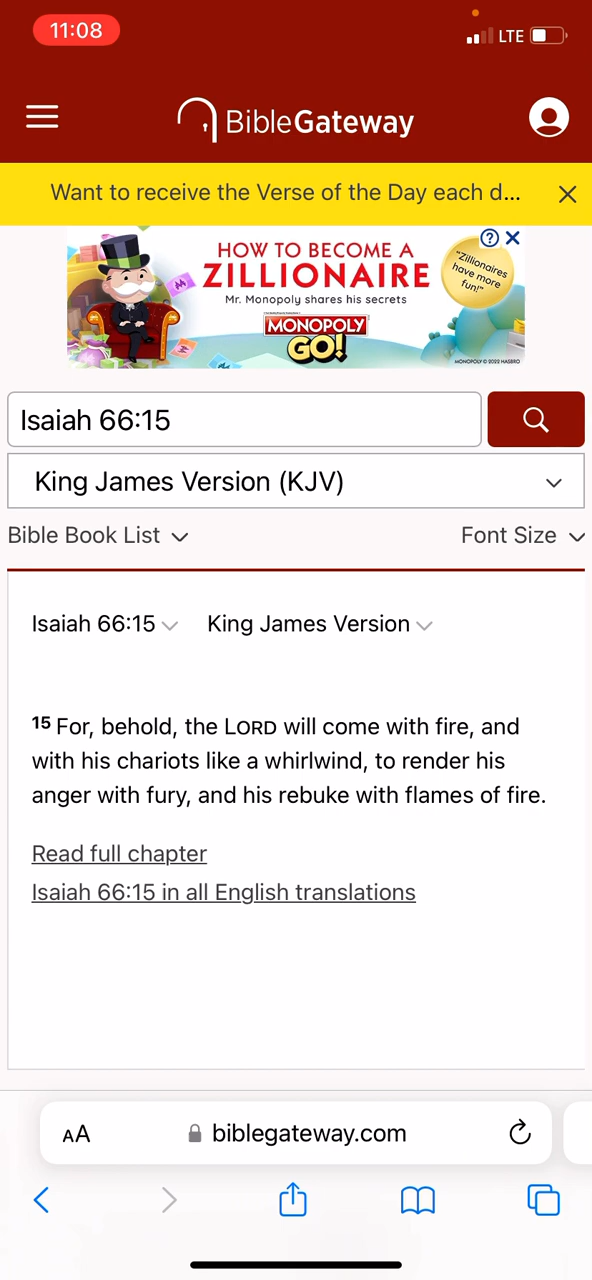 11:08
LTE
BibleGateway
Want to receive the Verse of the Day each d...
HOW TO BECOME A
ZILLIONAIRE
Mr. Monopoly shares his secrets
MONOPOLY
GO!
"Zillionaires
have more
fun!"
MONOPOLY © 2022 HASBRO
Isaiah 66:15
King James Version (KJV)
Bible Book List
Font Size
Isaiah 66:15 King James Version
15 For, behold, the LORD will come with fire, and
with his chariots like a whirlwind, to render his
anger with fury, and his rebuke with flames of fire.
Read full chapter
Isaiah 66:15 in all English translations
AA
biblegateway.com